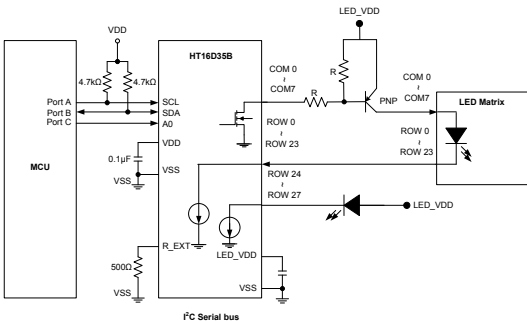 LED_VDD
VDD
HT16D35B
4.7kΩ
4.7kΩ
COM 0
~
COM7
R
R
PNP
COM 0
~
COM7
LED Matrix
Port A
Port B
Port C
SCL
SDA
A0
ROW 0
~
ROW 23
ROW 0
~
ROW 23
MCU
VDD
0.1µF
VSS
VSS
ROW 24
~
ROW 27
LED_VDD
R_EXT
500Ω
LED_VDD
VSS
VSS
I²C Serial bus